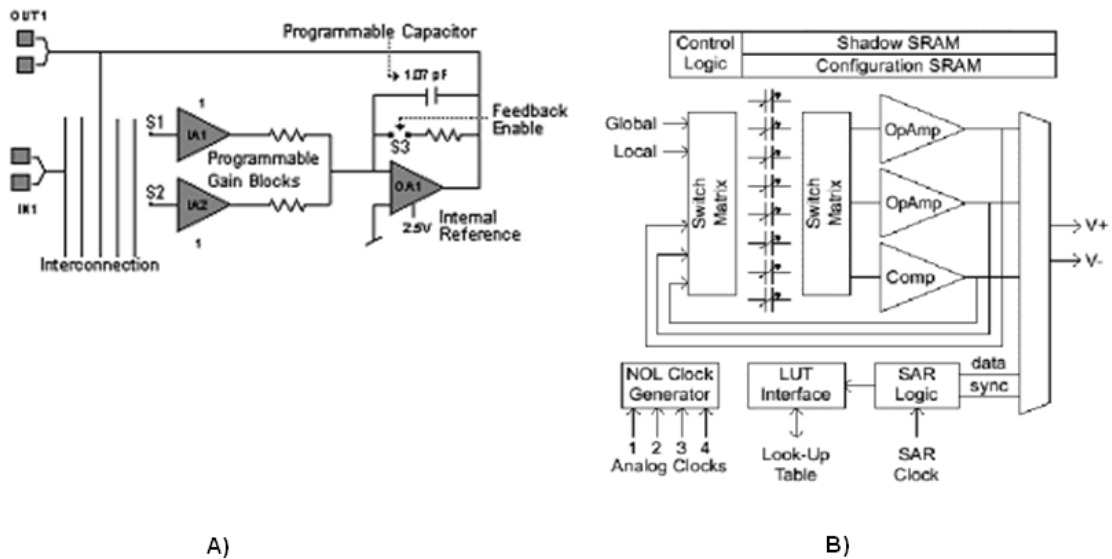 OUT1
Programmable Capacitor
1.07 pF
Feedback
Enable
S3
1
S1
IA1
Programmable
Gain Blocks
S2
IA2
1
OA1
2.5V
Internal
Reference
IN1
Interconnection
A)
Control
Logic
Shadow SRAM
Configuration SRAM
Global
Local
Switch
Matrix
Switch
Matrix
OpAmp
OpAmp
Comp
V+
V-
NOL Clock
Generator
LUT
Interface
SAR
Logic
data
sync
1 2 3 4
Analog Clocks
Look-Up
Table
SAR
Clock
B)